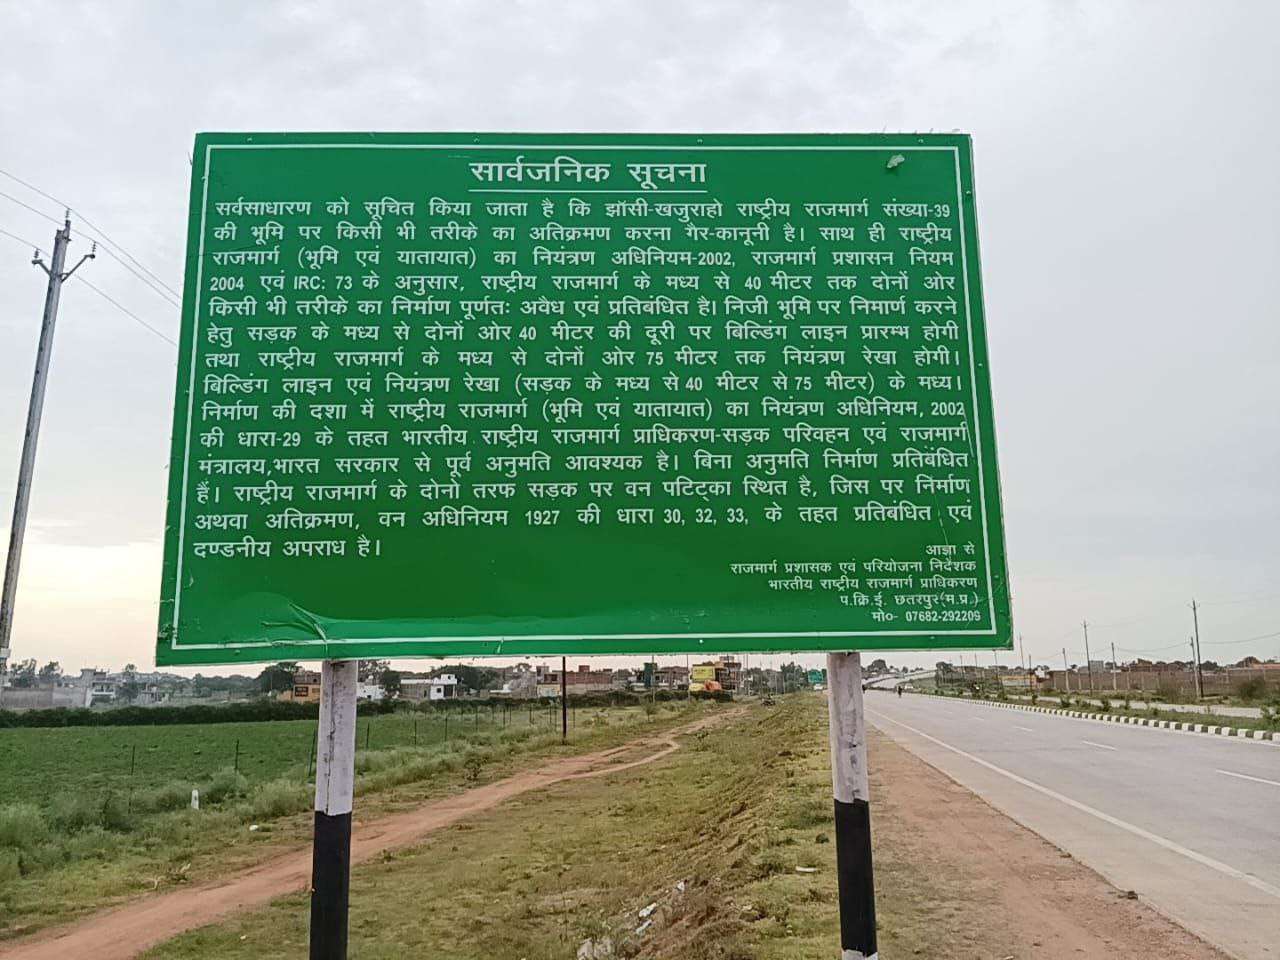 सार्वजनिक सूचना
सर्वसाधारण को सूचित किया जाता है कि झॉसी-खजुराहो राष्ट्रीय राजमार्ग संख्या-39
की भूमि पर किसी भी तरीके का अतिक्रमण करना गैर-कानूनी है। साथ ही राष्ट्रीय
राजमार्ग (भूमि एवं यातायात) का नियंत्रण अधिनियम-2002, राजमार्ग प्रशासन नियम
2004 एवं IRC: 73 के अनुसार, राष्ट्रीय राजमार्ग के मध्य से 40 मीटर तक दोनों ओर
किसी भी तरीके का निर्माण पूर्णतः अवैध एवं प्रतिबंधित है। निजी भूमि पर निमार्ण करने
हेतु सड़क के मध्य से दोनों ओर 40 मीटर की दूरी पर बिल्डिंग लाइन प्रारम्भ होगी
तथा राष्ट्रीय राजमार्ग के मध्य से दोनों ओर 75 मीटर तक नियंत्रण रेखा होगी।
बिल्डिंग लाइन एवं नियंत्रण रेखा (सड़क के मध्य से 40 मीटर से 75 मीटर) के मध्य।
निर्माण की दशा में राष्ट्रीय राजमार्ग (भूमि एवं यातायात) का नियंत्रण अधिनियम, 2002
की धारा-29 के तहत भारतीय राष्ट्रीय राजमार्ग प्राधिकरण-सड़क परिवहन एवं राजमार्ग
मंत्रालय,भारत सरकार से पूर्व अनुमति आवश्यक है। बिना अनुमति निर्माण प्रतिबंधित
हैं। राष्ट्रीय राजमार्ग के दोनो तरफ सड़क पर वन पटिट्का स्थित है, जिस पर निर्माण
अथवा अतिक्रमण, वन अधिनियम 1927 की धारा 30, 32, 33, के तहत प्रतिबंधित एवं
दण्डनीय अपराध है।
आज्ञा से
राजमार्ग प्रशासक एवं परियोजना निदेशक
भारतीय राष्ट्रीय राजमार्ग प्राधिकरण
प.क्रि.ई. छतरपुर(म.प्र.)
मो०- 07682-292209